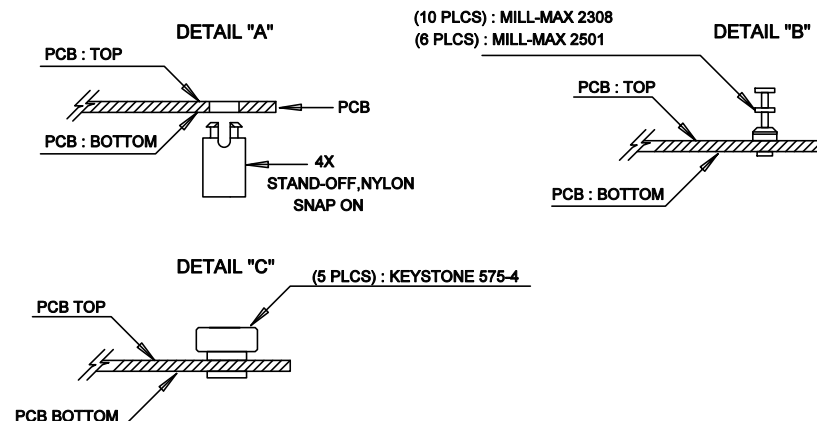 DETAIL "A"
PCB : TOP
PCB
PCB : BOTTOM
4X
STAND-OFF,NYLON
SNAP ON
(10 PLCS) : MILL-MAX 2308
(6 PLCS) : MILL-MAX 2501
DETAIL "B"
PCB : TOP
PCB : BOTTOM
DETAIL "C"
(5 PLCS) : KEYSTONE 575-4
PCB TOP
PCB BOTTOM